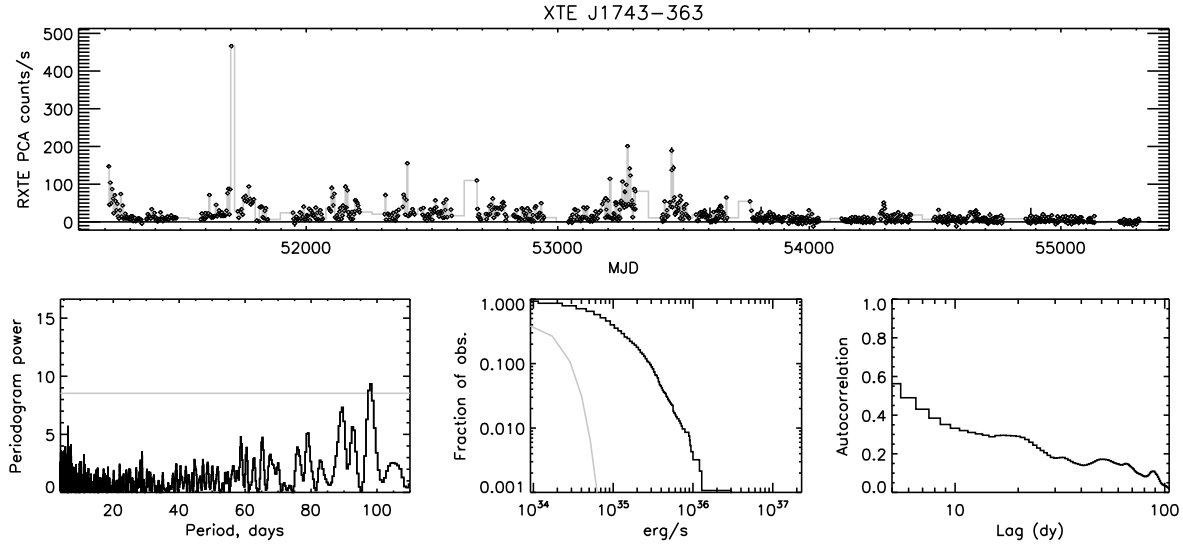 XTE J1743−363
RXTE PCA counts/s
500
400
300
200
100
0
52000 53000 54000 55000
MJD
Periodogram power
15
10
5
0
20 40 60 80 100
Period, days
Fraction of obs.
1.000
0.100
0.010
0.001
10^34 10^35 10^36 10^37
erg/s
Autocorrelation
1.0
0.8
0.6
0.4
0.2
0.0
10 100
Lag (dy)